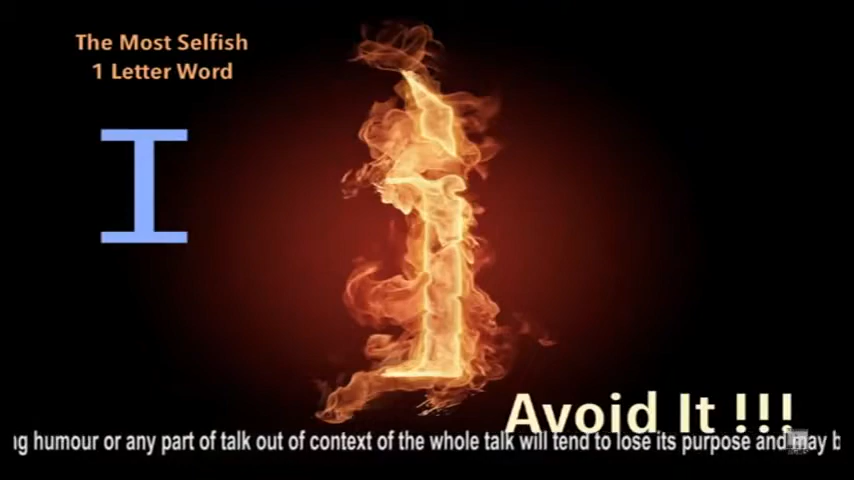 The Most Selfish
1 Letter Word
I
i
Avoid It !!!
humour or any part of talk out of context of the whole talk will tend to lose its purpose and may